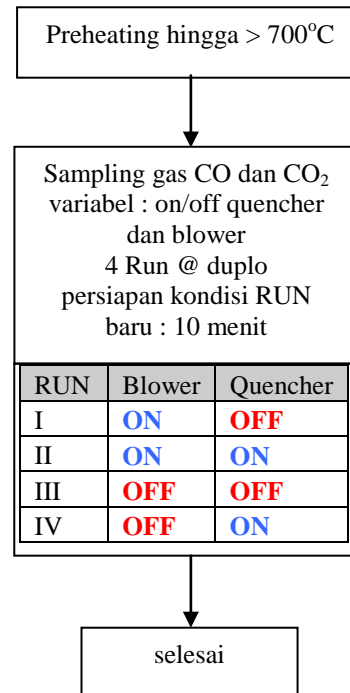 Preheating hingga > 700°C
Sampling gas CO dan CO₂
variabel : on/off quencher
dan blower
4 Run @ duplo
persiapan kondisi RUN
baru : 10 menit
RUN Blower Quencher
I ON OFF
II ON ON
III OFF OFF
IV OFF ON
selesai